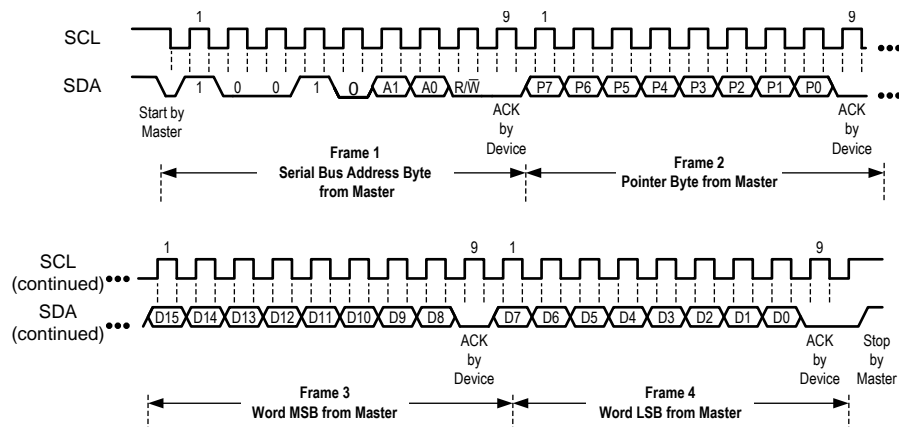 1 9 1 9
SCL
SDA 1 0 0 1 0 A1 A0 R/W̅ P7 P6 P5 P4 P3 P2 P1 P0
Start by
Master
ACK
by
Device
ACK
by
Device
Frame 1
Serial Bus Address Byte
from Master
Frame 2
Pointer Byte from Master
1 9 1 9
SCL
(continued)
SDA
(continued)
D15 D14 D13 D12 D11 D10 D9 D8 D7 D6 D5 D4 D3 D2 D1 D0
ACK
by
Device
ACK
by
Device
Stop
by
Master
Frame 3
Word MSB from Master
Frame 4
Word LSB from Master